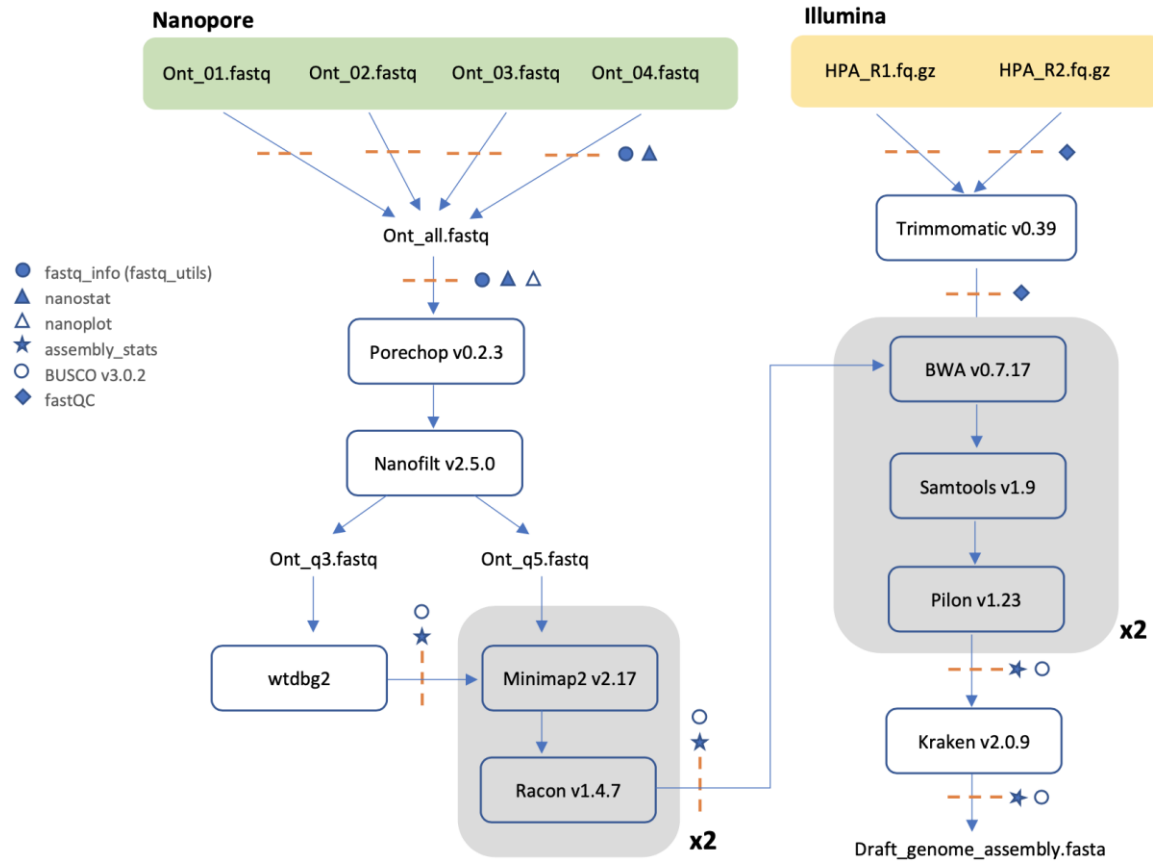 Nanopore
Illumina
Ont_01.fastq
Ont_02.fastq
Ont_03.fastq
Ont_04.fastq
HPA_R1.fq.gz
HPA_R2.fq.gz
Trimmomatic v0.39
Ont_all.fastq
fastq_info (fastq_utils)
nanostat
nanoplot
assembly_stats
BUSCO v3.0.2
fastQC
Porechop v0.2.3
BWA v0.7.17
Nanofilt v2.5.0
Samtools v1.9
Ont_q3.fastq
Ont_q5.fastq
Pilon v1.23
x2
wtdbg2
Minimap2 v2.17
Kraken v2.0.9
Racon v1.4.7
x2
Draft_genome_assembly.fasta